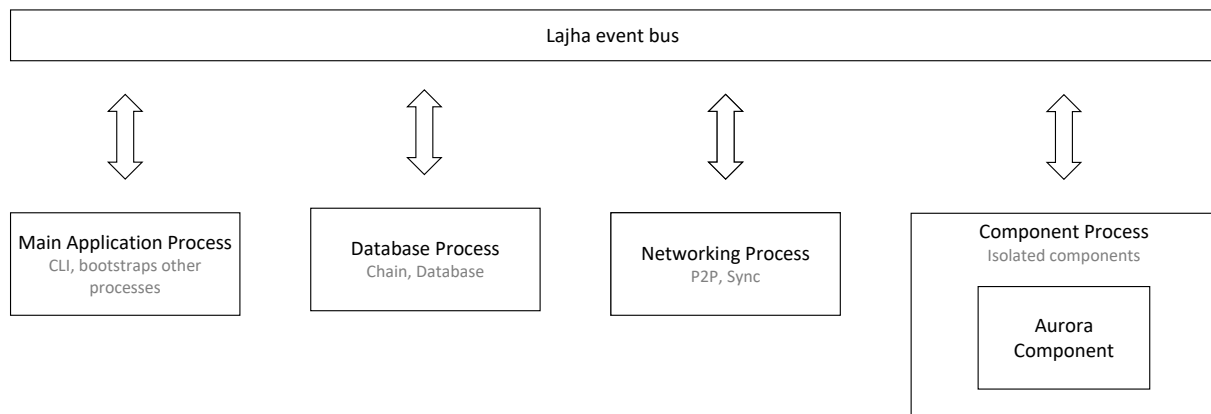 Lajha event bus
Main Application Process
CLI, bootstraps other
processes
Database Process
Chain, Database
Networking Process
P2P, Sync
Component Process
Isolated components
Aurora
Component